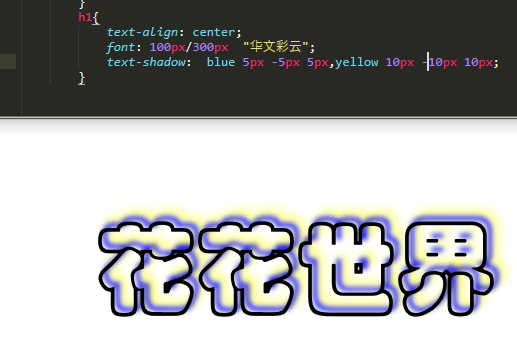 }
h1{
text-align: center;
font: 100px/300px "华文彩云";
text-shadow: blue 5px -5px 5px,yellow 10px -10px 10px;
}
花花世界